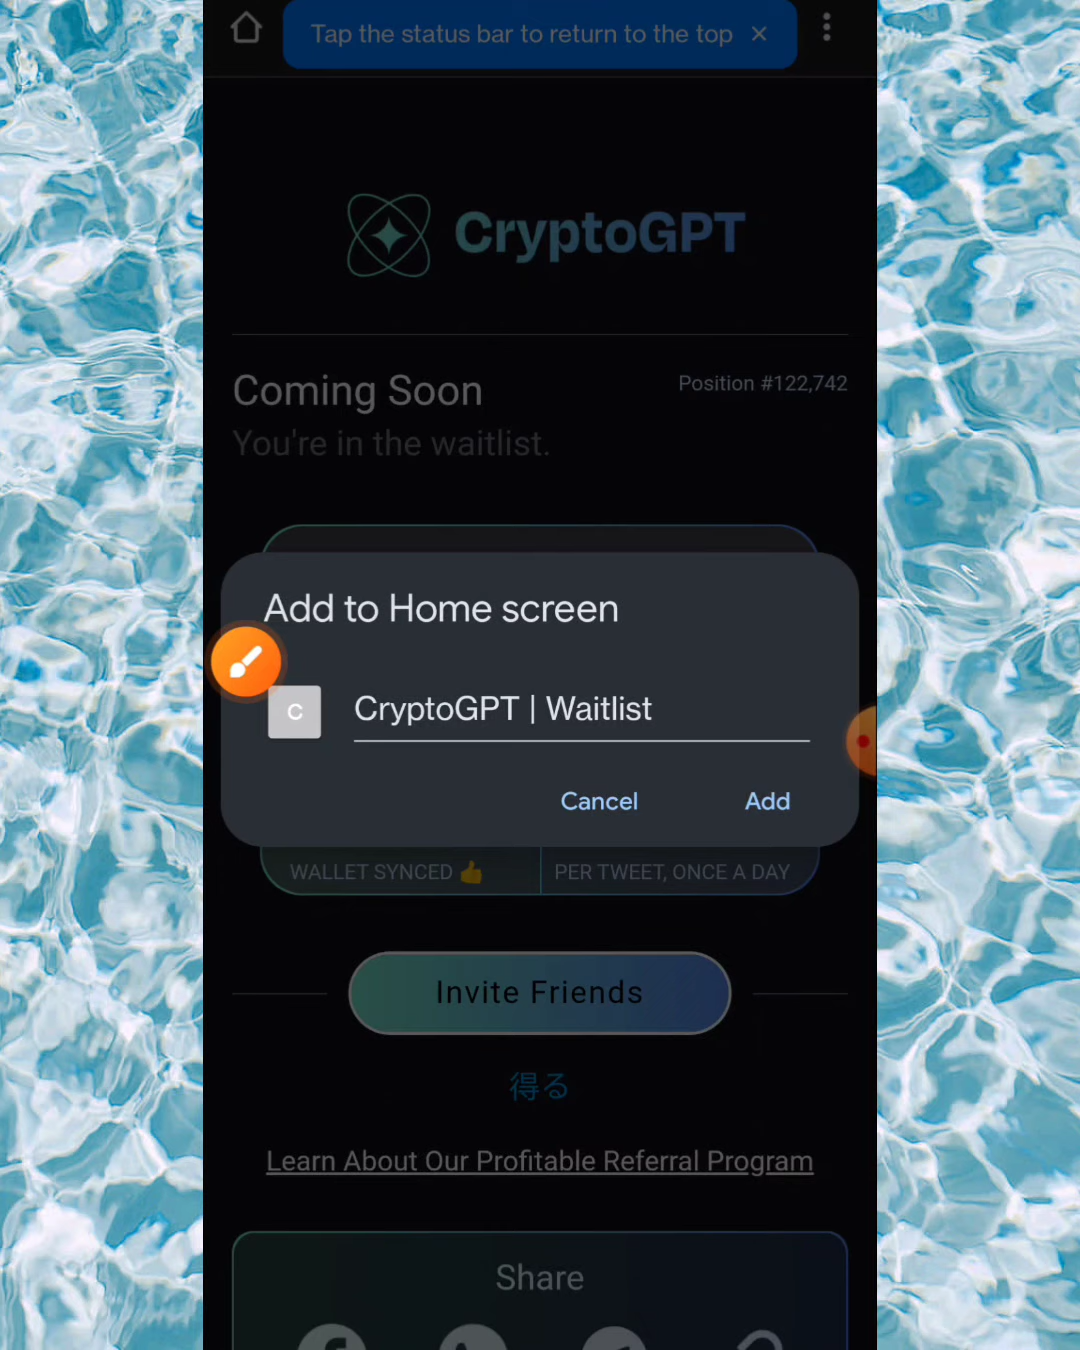 Tap the status bar to return to the top ×
CryptoGPT
Coming Soon
Position #122,742
You're in the waitlist.
Add to Home screen
C
CryptoGPT | Waitlist
Cancel
Add
WALLET SYNCED 👍
PER TWEET, ONCE A DAY
Invite Friends
得る
Learn About Our Profitable Referral Program
Share